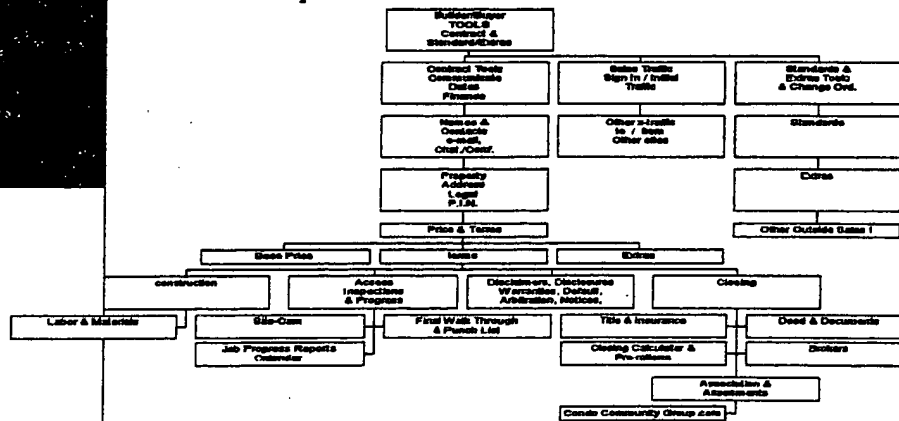 Builder/Buyer
TOOLS
Contract &
Standard/Extras
Contract Tools
Communicate
Dates
Finance
Sales Traffic
Sign In / Initial
Traffic
Standards &
Extras Tools
& Change Ord.
Names &
Contacts
e-mail,
Chat./Conf.
Other x-traffic
to / from
Other sites
Standards
Property
Address
Legal
P.I.N.
Extras
Price & Terms
Other Outside Sales I
Base Price
terms
Extras
construction
Access
Inspections
& Progress
Disclaimers, Disclosures
Warranties, Default,
Arbitration, Notices.
Closing
Labor & Materials
Site-Cam
Final Walk Through
& Punch List
Title & Insurance
Deed & Documents
Job Progress Reports
Calendar
Closing Calculator &
Pro-rations
Brokers
Association &
Assessments
Condo Community Group